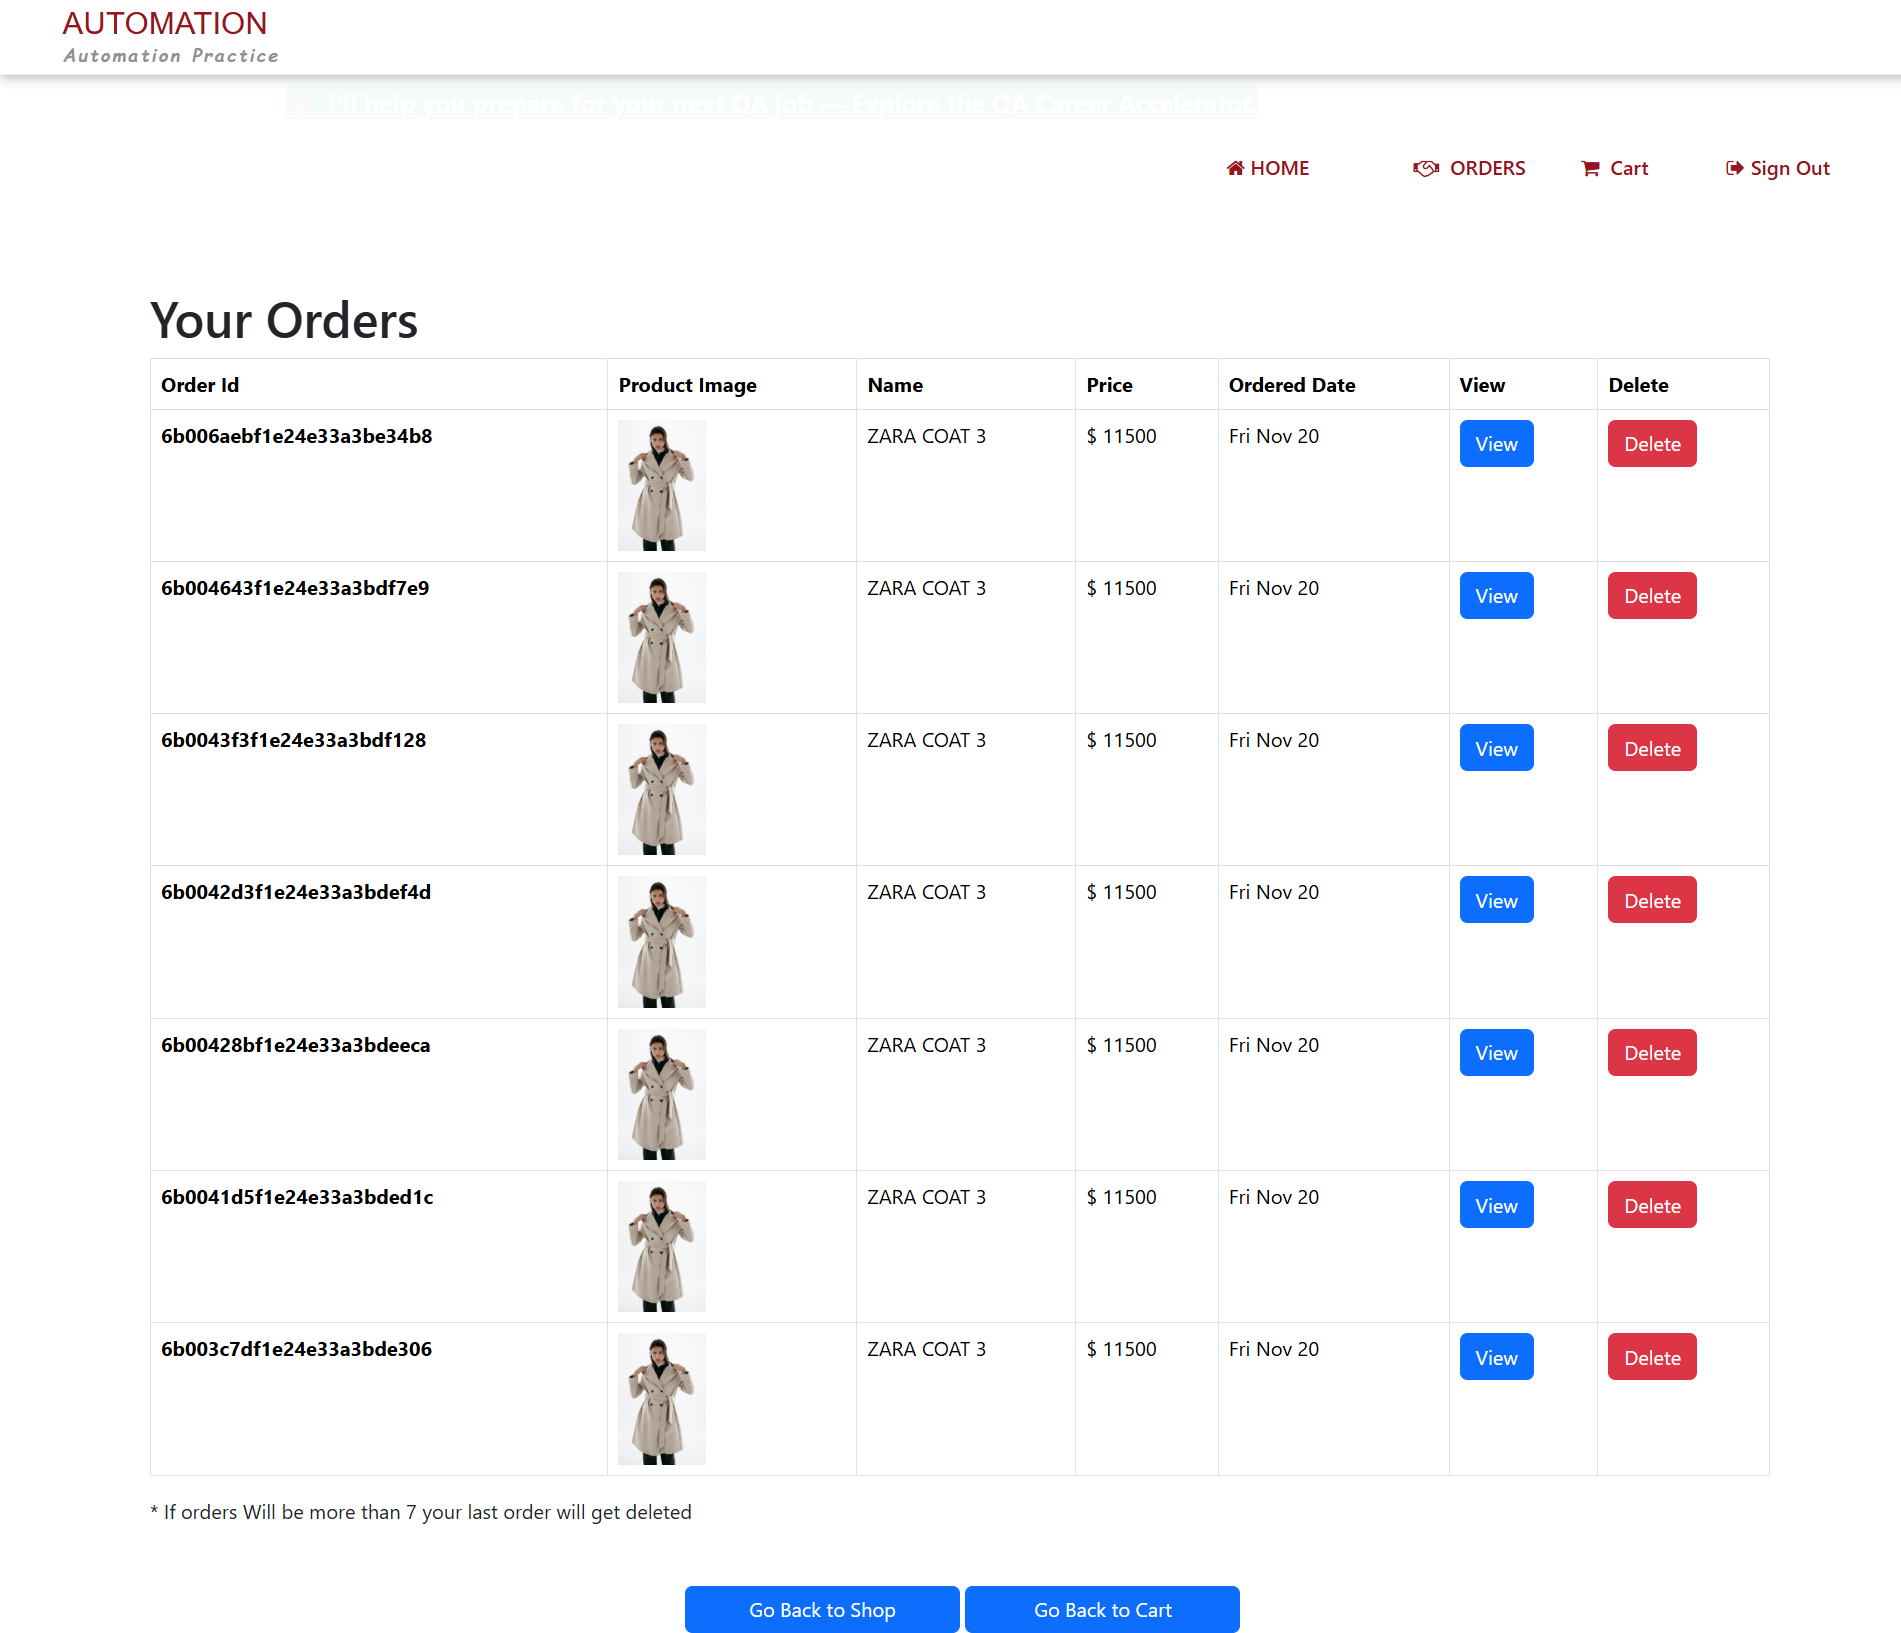 AUTOMATION
Automation Practice
I'll help you prepare for your next QA job — Explore the QA Career Accelerator.
HOME ORDERS Cart Sign Out
Your Orders
Order Id Product Image Name Price Ordered Date View Delete
6b006aebf1e24e33a3be34b8 ZARA COAT 3 $ 11500 Fri Nov 20 View Delete
6b004643f1e24e33a3bdf7e9 ZARA COAT 3 $ 11500 Fri Nov 20 View Delete
6b0043f3f1e24e33a3bdf128 ZARA COAT 3 $ 11500 Fri Nov 20 View Delete
6b0042d3f1e24e33a3bdef4d ZARA COAT 3 $ 11500 Fri Nov 20 View Delete
6b00428bf1e24e33a3bdeeca ZARA COAT 3 $ 11500 Fri Nov 20 View Delete
6b0041d5f1e24e33a3bded1c ZARA COAT 3 $ 11500 Fri Nov 20 View Delete
6b003c7df1e24e33a3bde306 ZARA COAT 3 $ 11500 Fri Nov 20 View Delete
* If orders Will be more than 7 your last order will get deleted
Go Back to Shop Go Back to Cart